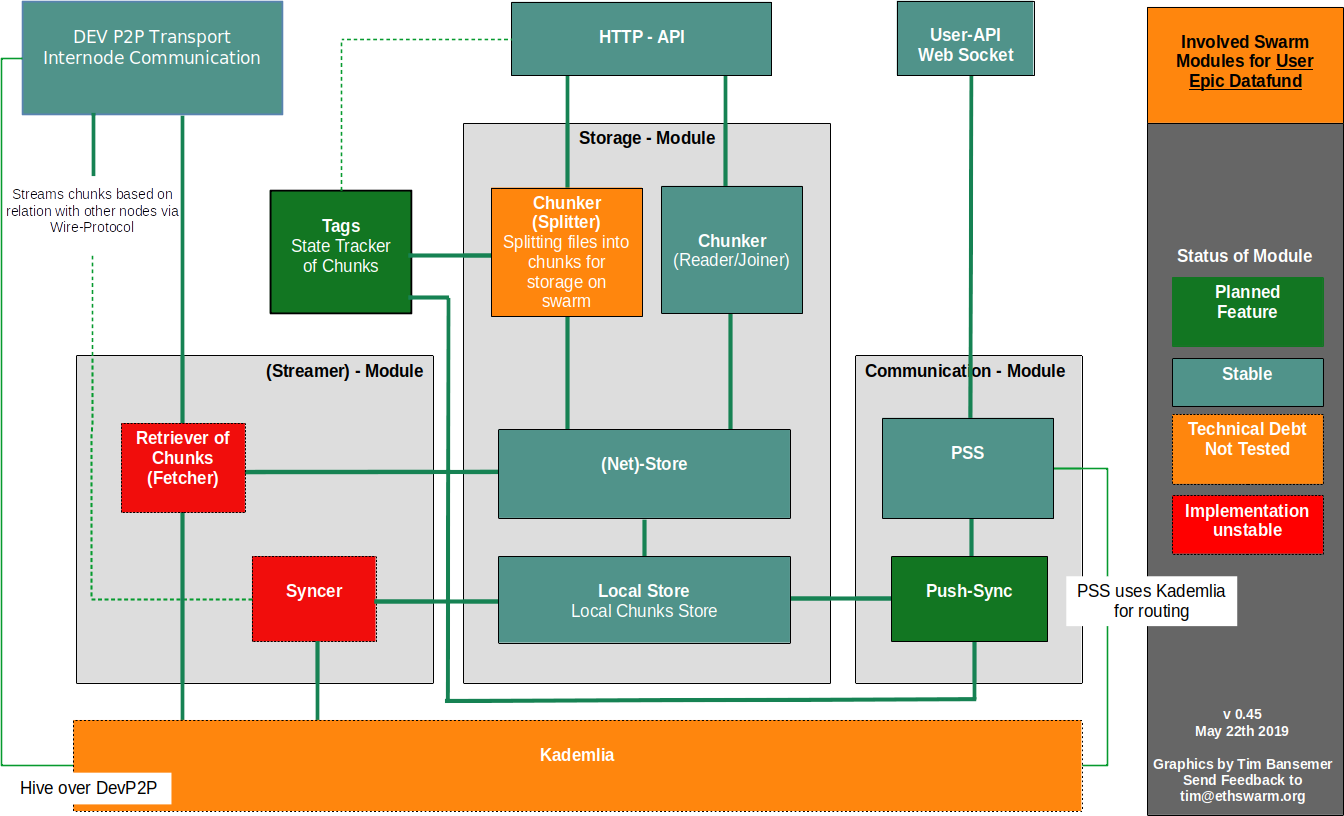 DEV P2P Transport
Internode Communication
HTTP - API
User-API
Web Socket
Involved Swarm
Modules for User
Epic Datafund
Storage - Module
Streams chunks based on
relation with other nodes via
Wire-Protocol
Tags
State Tracker
of Chunks
Chunker
(Splitter)
Splitting files into
chunks for
storage on
swarm
Chunker
(Reader/Joiner)
Status of Module
Planned
Feature
Stable
Technical Debt
Not Tested
Implementation
unstable
(Streamer) - Module
Communication - Module
Retriever of
Chunks
(Fetcher)
(Net)-Store
PSS
Syncer
Local Store
Local Chunks Store
Push-Sync
PSS uses Kademlia
for routing
Kademlia
Hive over DevP2P
v 0.45
May 22th 2019
Graphics by Tim Bansemer
Send Feedback to
tim@ethswarm.org